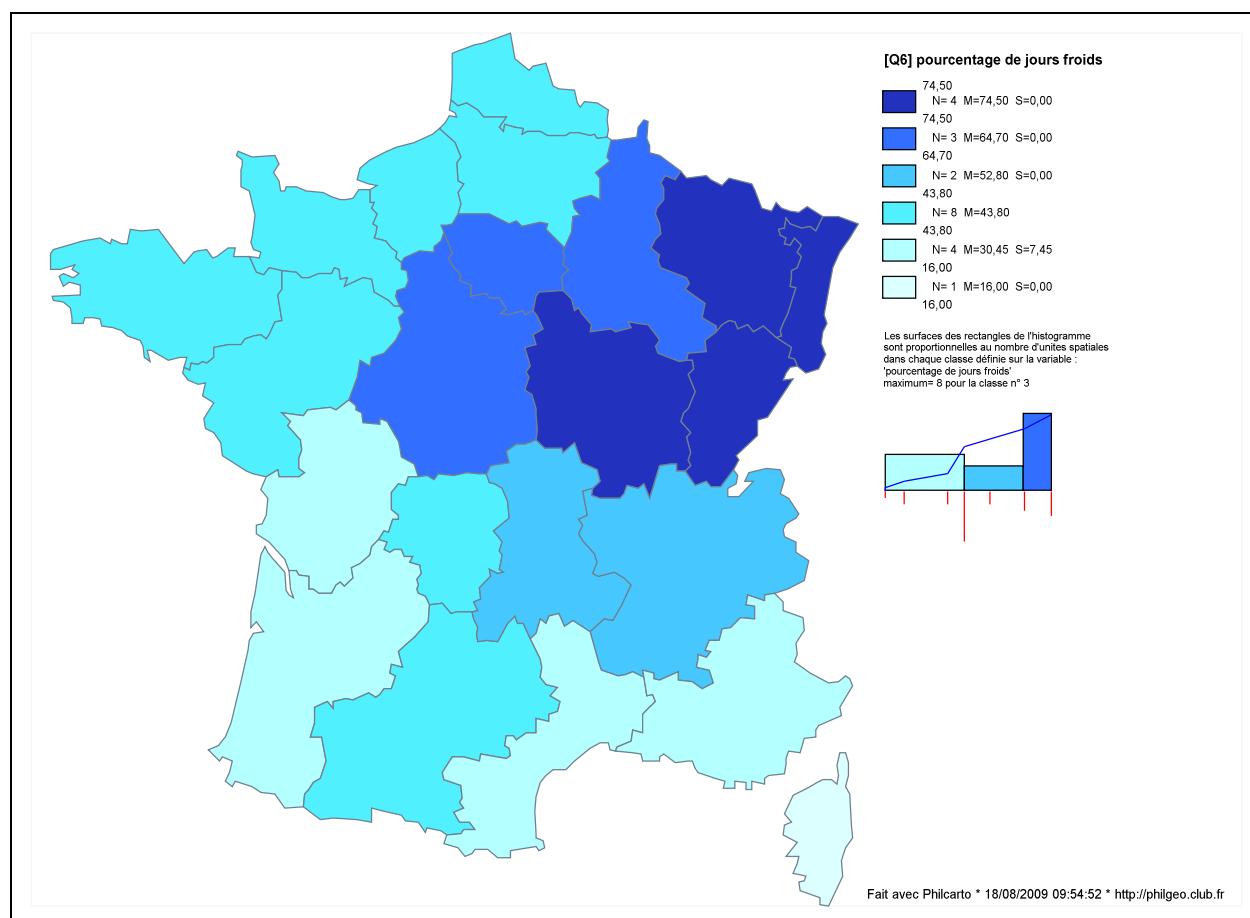 [Q6] pourcentage de jours froids
74,50
N= 4 M=74,50 S=0,00
74,50
N= 3 M=64,70 S=0,00
64,70
N= 2 M=52,80 S=0,00
43,80
N= 8 M=43,80
43,80
N= 4 M=30,45 S=7,45
16,00
N= 1 M=16,00 S=0,00
16,00
Les surfaces des rectangles de l'histogramme
sont proportionnelles au nombre d'unites spatiales
dans chaque classe définie sur la variable :
'pourcentage de jours froids'
maximum= 8 pour la classe n° 3
Fait avec Philcarto * 18/08/2009 09:54:52 * http://philgeo.club.fr